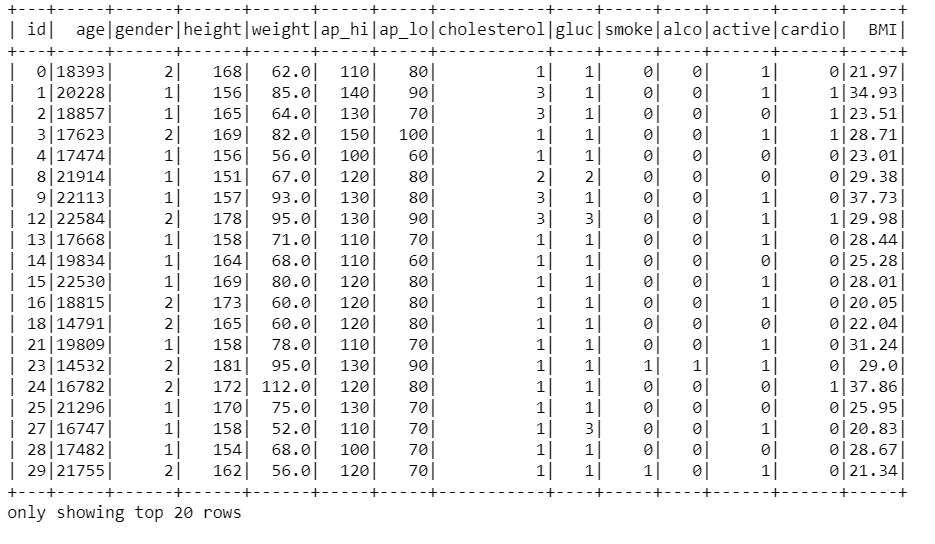 +---+-----+------+------+------+-----+-----+-----------+----+-----+----+------+------+-----+
| id|  age|gender|height|weight|ap_hi|ap_lo|cholesterol|gluc|smoke|alco|active|cardio|  BMI|
+---+-----+------+------+------+-----+-----+-----------+----+-----+----+------+------+-----+
|  0|18393|     2|   168|  62.0|  110|   80|          1|   1|    0|   0|     1|     0|21.97|
|  1|20228|     1|   156|  85.0|  140|   90|          3|   1|    0|   0|     1|     1|34.93|
|  2|18857|     1|   165|  64.0|  130|   70|          3|   1|    0|   0|     0|     1|23.51|
|  3|17623|     2|   169|  82.0|  150|  100|          1|   1|    0|   0|     1|     1|28.71|
|  4|17474|     1|   156|  56.0|  100|   60|          1|   1|    0|   0|     0|     0|23.01|
|  8|21914|     1|   151|  67.0|  120|   80|          2|   2|    0|   0|     0|     0|29.38|
|  9|22113|     1|   157|  93.0|  130|   80|          3|   1|    0|   0|     1|     0|37.73|
| 12|22584|     2|   178|  95.0|  130|   90|          3|   3|    0|   0|     1|     1|29.98|
| 13|17668|     1|   158|  71.0|  110|   70|          1|   1|    0|   0|     1|     0|28.44|
| 14|19834|     1|   164|  68.0|  110|   60|          1|   1|    0|   0|     0|     0|25.28|
| 15|22530|     1|   169|  80.0|  120|   80|          1|   1|    0|   0|     1|     0|28.01|
| 16|18815|     2|   173|  60.0|  120|   80|          1|   1|    0|   0|     1|     0|20.05|
| 18|14791|     2|   165|  60.0|  120|   80|          1|   1|    0|   0|     0|     0|22.04|
| 21|19809|     1|   158|  78.0|  110|   70|          1|   1|    0|   0|     1|     0|31.24|
| 23|14532|     2|   181|  95.0|  130|   90|          1|   1|    1|   1|     1|     0| 29.0|
| 24|16782|     2|   172| 112.0|  120|   80|          1|   1|    0|   0|     0|     1|37.86|
| 25|21296|     1|   170|  75.0|  130|   70|          1|   1|    0|   0|     0|     0|25.95|
| 27|16747|     1|   158|  52.0|  110|   70|          1|   3|    0|   0|     1|     0|20.83|
| 28|17482|     1|   154|  68.0|  100|   70|          1|   1|    0|   0|     0|     0|28.67|
| 29|21755|     2|   162|  56.0|  120|   70|          1|   1|    1|   0|     1|     0|21.34|
+---+-----+------+------+------+-----+-----+-----------+----+-----+----+------+------+-----+
only showing top 20 rows